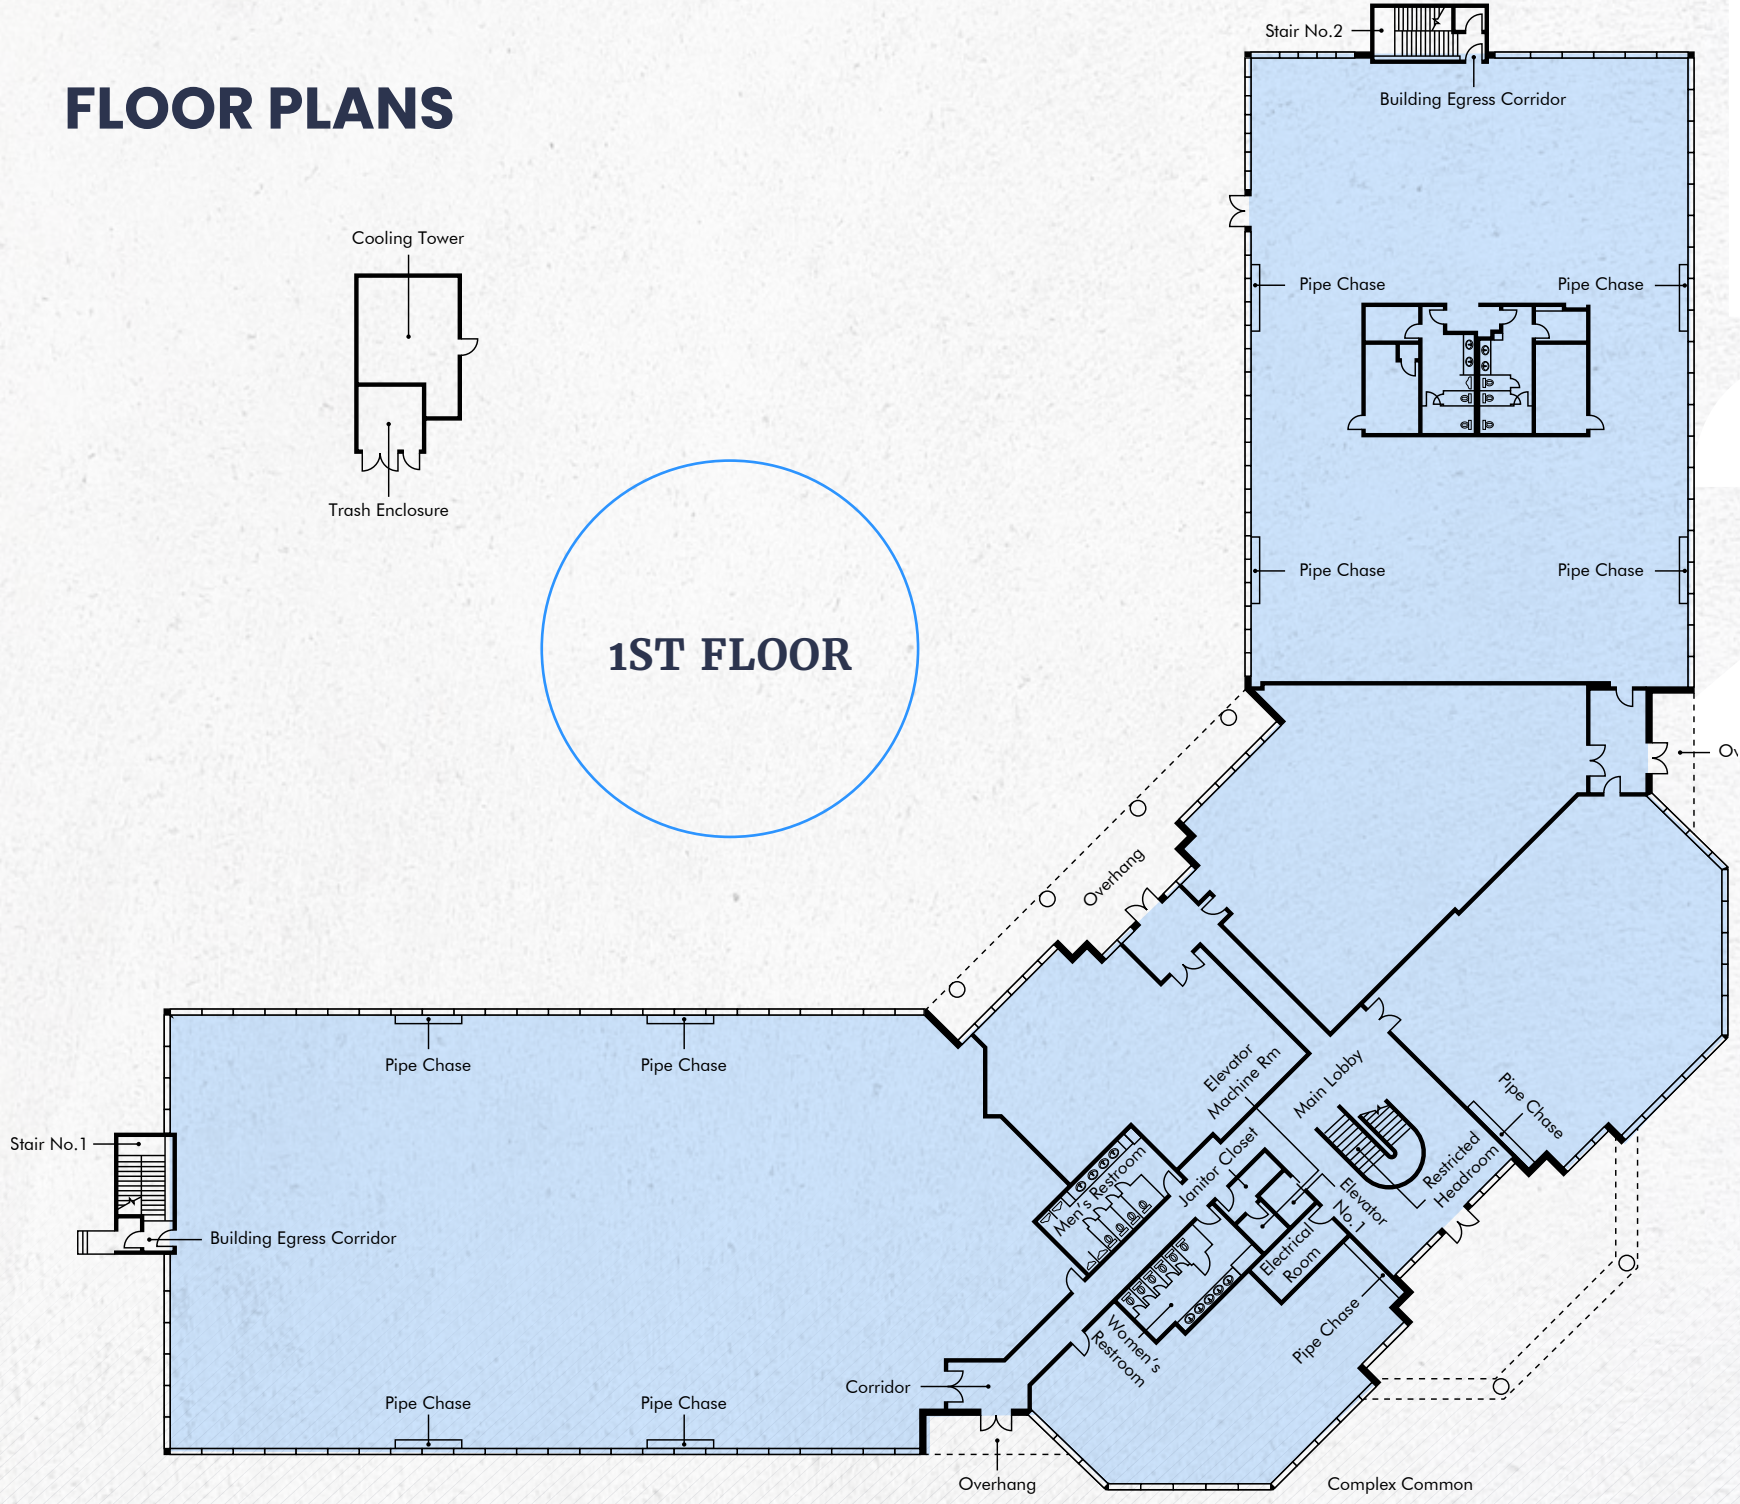 Stair No.2
FLOOR PLANS
Building Egress Corridor
Cooling Tower
Pipe Chase
Pipe Chase
Trash Enclosure
Pipe Chase
Pipe Chase
1ST FLOOR
Overhang
Elevator
Machine Rm
Main Lobby
Pipe Chase
Pipe Chase
Pipe Chase
Stair No.1
Janitor Closet
Restricted
Headroom
Men's Restroom
Elevator
No.1
Building Egress Corridor
Electrical
Room
Pipe Chase
Women's
Restroom
Corridor
Pipe Chase
Pipe Chase
Overhang
Complex Common